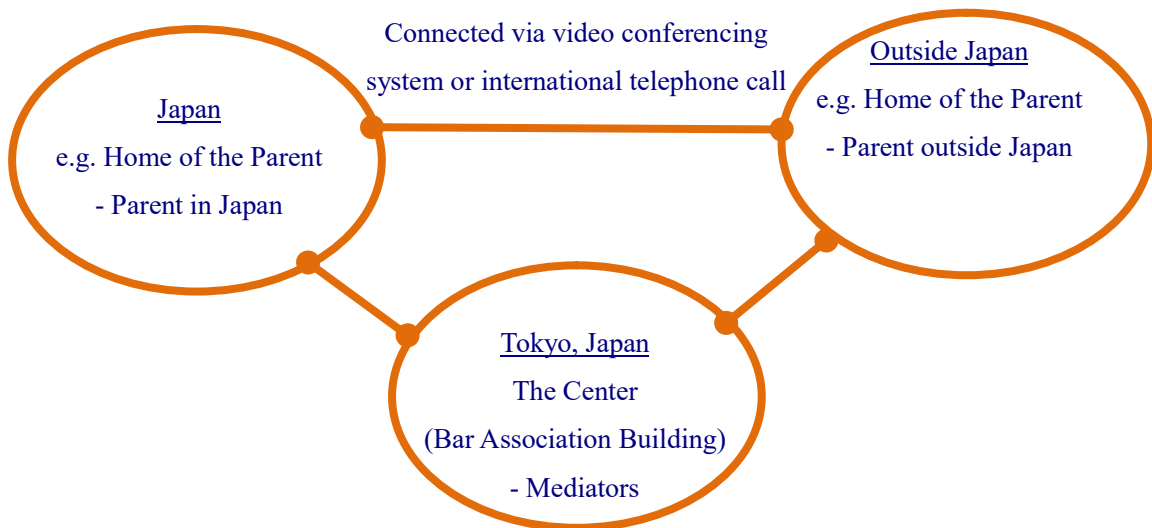 Connected via video conferencing
system or international telephone call
Japan
e.g. Home of the Parent
- Parent in Japan
Outside Japan
e.g. Home of the Parent
- Parent outside Japan
Tokyo, Japan
The Center
(Bar Association Building)
- Mediators